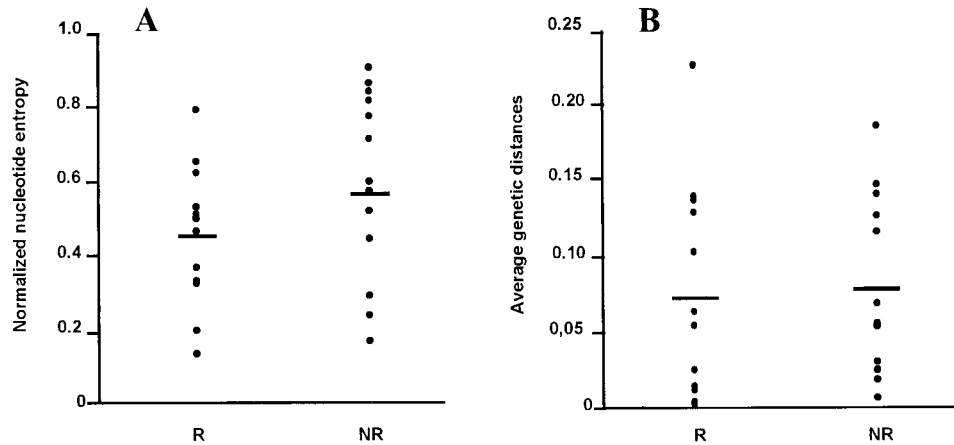 A
Normalized nucleotide entropy
1.0
0.8
0.6
0.4
0.2
0
R NR
B
Average genetic distances
0.25
0.20
0.15
0.10
0,05
0
R NR